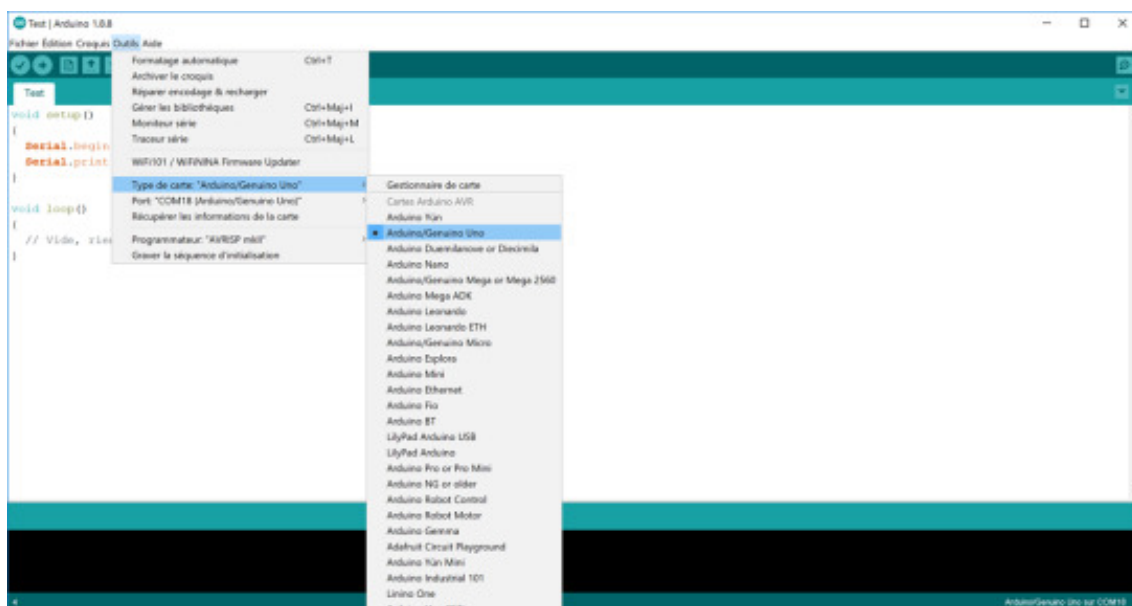 Test | Arduino 1.8.8
Fichier Édition Croquis Outils Aide
Test
void setup()
{
Serial.begin
Serial.print
}
void loop()
{
// Vide, rien
}
Formatage automatique Ctrl+T
Archiver le croquis
Réparer encodage & recharger
Gérer les bibliothèques Ctrl+Maj+I
Moniteur série Ctrl+Maj+M
Traceur série Ctrl+Maj+L
WiFi101 / WiFiNINA Firmware Updater
Type de carte: "Arduino/Genuino Uno"
Port: "COM18 (Arduino/Genuino Uno)"
Récupérer les informations de la carte
Programmateur: "AVRISP mkII"
Graver la séquence d'initialisation
Gestionnaire de carte
Cartes Arduino AVR
Arduino Yún
Arduino/Genuino Uno
Arduino Duemilanove or Diecimila
Arduino Nano
Arduino/Genuino Mega or Mega 2560
Arduino Mega ADK
Arduino Leonardo
Arduino Leonardo ETH
Arduino/Genuino Micro
Arduino Esplora
Arduino Mini
Arduino Ethernet
Arduino Fio
Arduino BT
LilyPad Arduino USB
LilyPad Arduino
Arduino Pro or Pro Mini
Arduino NG or older
Arduino Robot Control
Arduino Robot Motor
Arduino Gemma
Adafruit Circuit Playground
Arduino Yún Mini
Arduino Industrial 101
Linino One
Arduino/Genuino Uno sur COM18